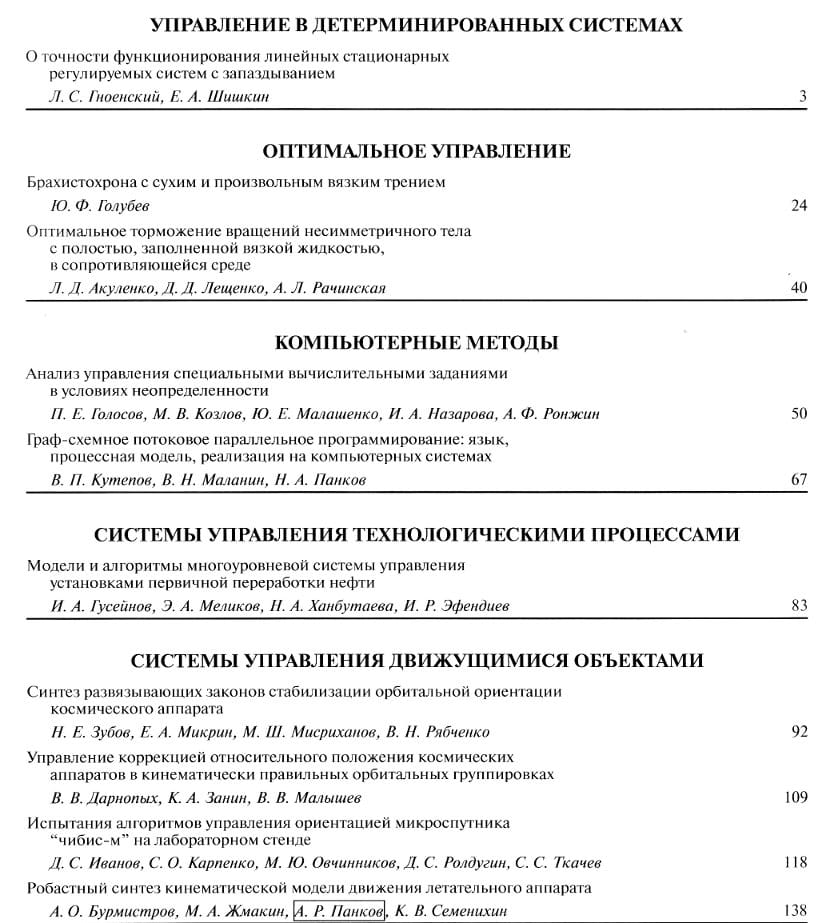 УПРАВЛЕНИЕ В ДЕТЕРМИНИРОВАННЫХ СИСТЕМАХ
О точности функционирования линейных стационарных
регулируемых систем с запаздыванием
Л. С. Гноенский, Е. А. Шишкин 3
ОПТИМАЛЬНОЕ УПРАВЛЕНИЕ
Брахистохрона с сухим и произвольным вязким трением
Ю. Ф. Голубев 24
Оптимальное торможение вращений несимметричного тела
с полостью, заполненной вязкой жидкостью,
в сопротивляющейся среде
Л. Д. Акуленко, Д. Д. Лещенко, А. Л. Рачинская 40
КОМПЬЮТЕРНЫЕ МЕТОДЫ
Анализ управления специальными вычислительными заданиями
в условиях неопределенности
П. Е. Голосов, М. В. Козлов, Ю. Е. Малашенко, И. А. Назарова, А. Ф. Ронжин 50
Граф-схемное потоковое параллельное программирование: язык,
процессная модель, реализация на компьютерных системах
В. П. Кутепов, В. Н. Маланин, Н. А. Панков 67
СИСТЕМЫ УПРАВЛЕНИЯ ТЕХНОЛОГИЧЕСКИМИ ПРОЦЕССАМИ
Модели и алгоритмы многоуровневой системы управления
установками первичной переработки нефти
И. А. Гусейнов, Э. А. Меликов, Н. А. Ханбутаева, И. Р. Эфендиев 83
СИСТЕМЫ УПРАВЛЕНИЯ ДВИЖУЩИМИСЯ ОБЪЕКТАМИ
Синтез развязывающих законов стабилизации орбитальной ориентации
космического аппарата
Н. Е. Зубов, Е. А. Микрин, М. Ш. Мисриханов, В. Н. Рябченко 92
Управление коррекцией относительного положения космических
аппаратов в кинематически правильных орбитальных группировках
В. В. Дарнопых, К. А. Занин, В. В. Малышев 109
Испытания алгоритмов управления ориентацией микроспутника
“чибис-м” на лабораторном стенде
Д. С. Иванов, С. О. Карпенко, М. Ю. Овчинников, Д. С. Ролдугин, С. С. Ткачев 118
Робастный синтез кинематической модели движения летательного аппарата
А. О. Бурмистров, М. А. Жмакин, А. Р. Панков, К. В. Семенихин 138